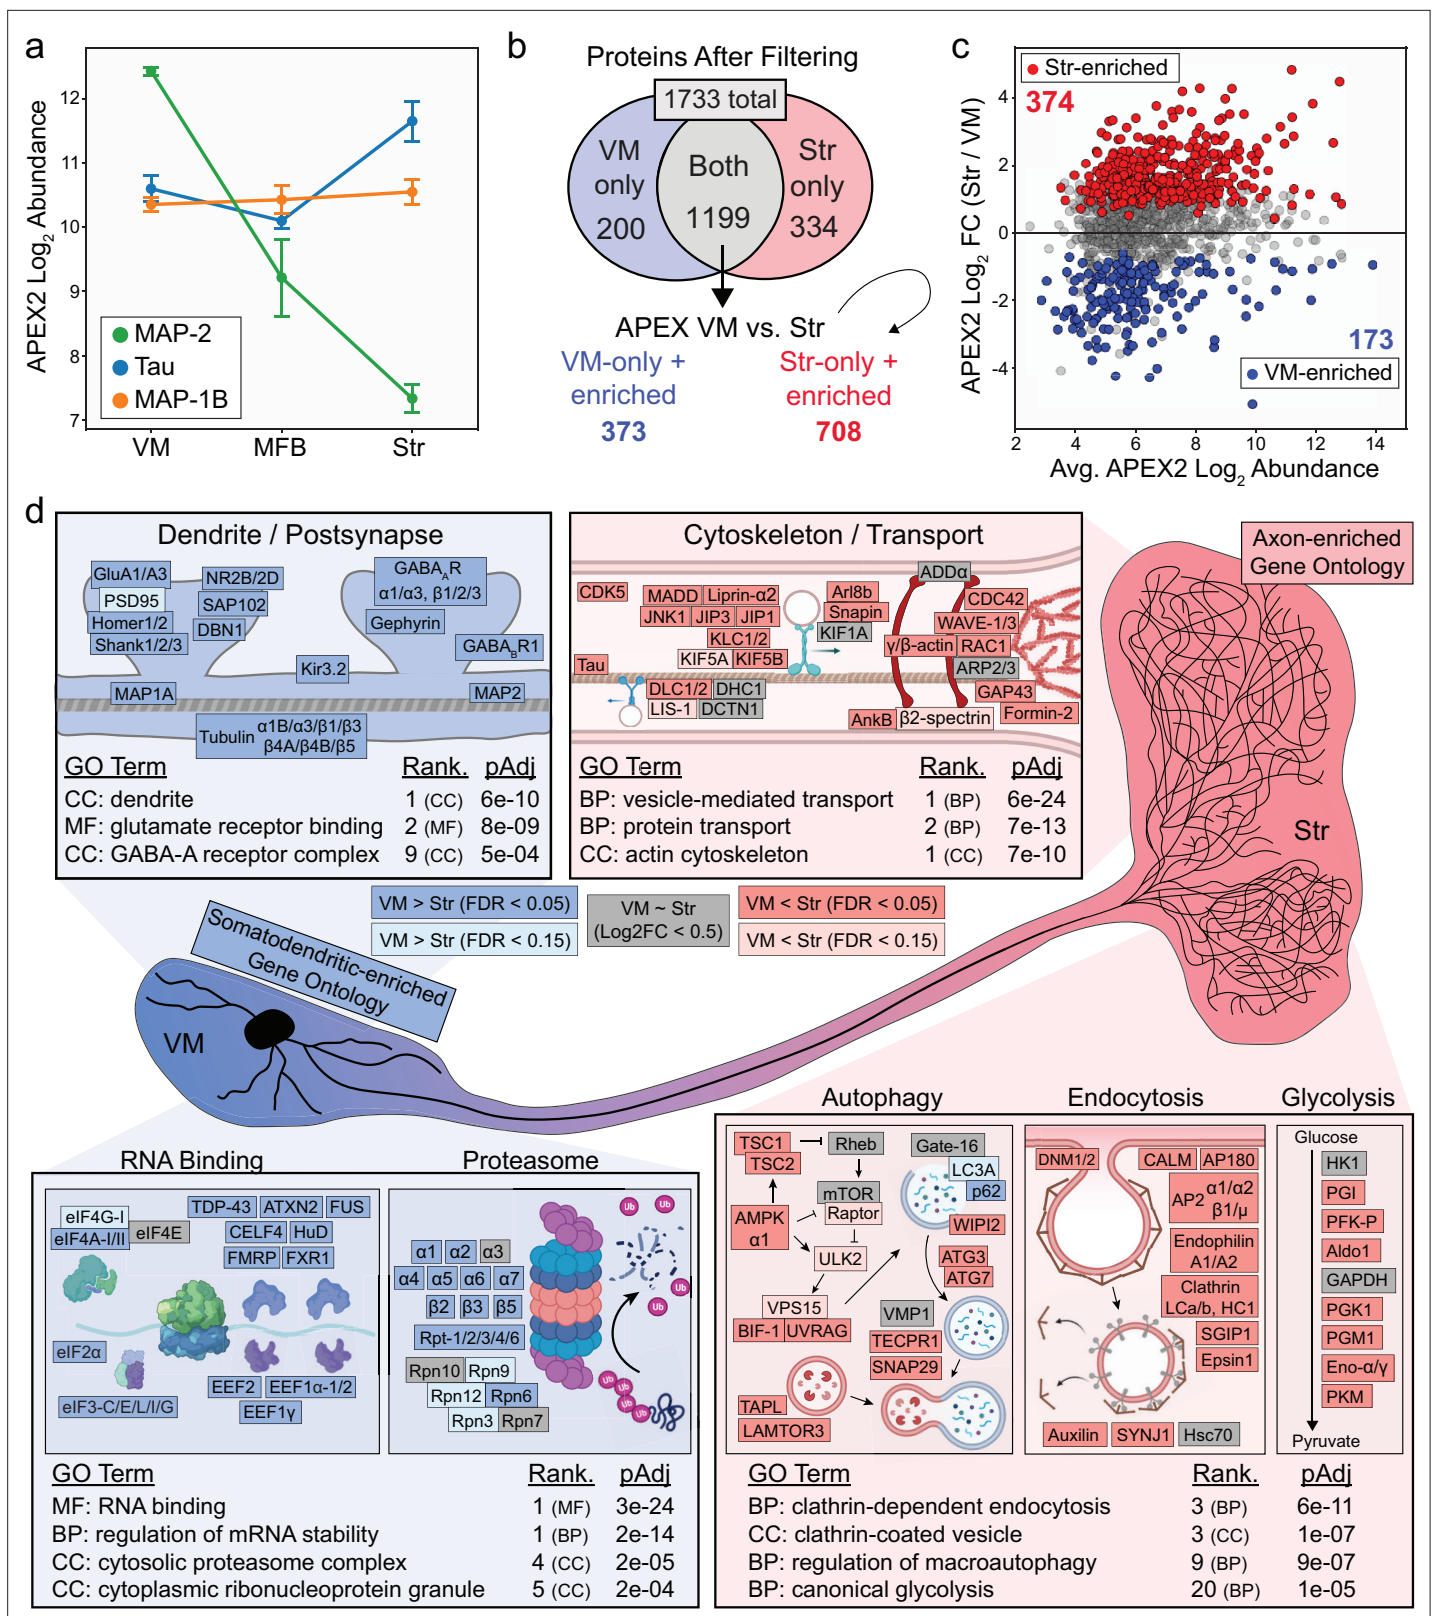 a
APEX2 Log2 Abundance
12
11
10
9
8
7
MAP-2
Tau
MAP-1B
VM
MFB
Str
b
Proteins After Filtering
1733 total
VM
only
200
Both
1199
Str
only
334
APEX VM vs. Str
VM-only +
enriched
373
Str-only +
enriched
708
c
APEX2 Log2 FC (Str / VM)
Str-enriched
374
4
2
0
-2
-4
173
VM-enriched
2
4
6
8
10
12
14
Avg. APEX2 Log2 Abundance
d
Dendrite / Postsynapse
GluA1/A3
PSD95
Homer1/2
Shank1/2/3
NR2B/2D
SAP102
DBN1
GABAAR
α1/α3, β1/2/3
Gephyrin
GABABR1
Kir3.2
MAP1A
MAP2
Tubulin
α1B/α3/β1/β3
β4A/β4B/β5
GO Term Rank. pAdj
CC: dendrite 1 (CC) 6e-10
MF: glutamate receptor binding 2 (MF) 8e-09
CC: GABA-A receptor complex 9 (CC) 5e-04
Cytoskeleton / Transport
CDK5
MADD
Liprin-α2
JNK1
JIP3
JIP1
KLC1/2
KIF5A
KIF5B
Arl8b
Snapin
KIF1A
Tau
DLC1/2
DHC1
LIS-1
DCTN1
ADDα
CDC42
WAVE-1/3
γ/β-actin
RAC1
ARP2/3
GAP43
Formin-2
AnkB
β2-spectrin
GO Term Rank. pAdj
BP: vesicle-mediated transport 1 (BP) 6e-24
BP: protein transport 2 (BP) 7e-13
CC: actin cytoskeleton 1 (CC) 7e-10
Axon-enriched
Gene Ontology
Str
VM > Str (FDR < 0.05)
VM > Str (FDR < 0.15)
VM ~ Str
(Log2FC < 0.5)
VM < Str (FDR < 0.05)
VM < Str (FDR < 0.15)
Somatodendritic-enriched
Gene Ontology
VM
RNA Binding
eIF4G-I
eIF4A-I/II
eIF4E
TDP-43
ATXN2
FUS
CELF4
HuD
FMRP
FXR1
eIF2α
eIF3-C/E/L/I/G
EEF2
EEF1α-1/2
EEF1γ
Proteasome
α1
α2
α3
α4
α5
α6
α7
β2
β3
β5
Rpt-1/2/3/4/6
Rpn10
Rpn9
Rpn12
Rpn6
Rpn3
Rpn7
Ub
Ub
Ub
Ub
Ub
Ub
Ub
Ub
GO Term Rank. pAdj
MF: RNA binding 1 (MF) 3e-24
BP: regulation of mRNA stability 1 (BP) 2e-14
CC: cytosolic proteasome complex 4 (CC) 2e-05
CC: cytoplasmic ribonucleoprotein granule 5 (CC) 2e-04
Autophagy
TSC1
TSC2
Rheb
mTOR
Raptor
AMPK
α1
ULK2
VPS15
BIF-1
UVRAG
Gate-16
LC3A
p62
WIPI2
ATG3
ATG7
VMP1
TECPR1
SNAP29
TAPL
LAMTOR3
Endocytosis
DNM1/2
CALM
AP180
AP2
α1/α2
β1/μ
Endophilin
A1/A2
Clathrin
LCa/b, HC1
SGIP1
Epsin1
Auxilin
SYNJ1
Hsc70
Glycolysis
Glucose
HK1
PGI
PFK-P
Aldo1
GAPDH
PGK1
PGM1
Eno-α/γ
PKM
Pyruvate
GO Term Rank. pAdj
BP: clathrin-dependent endocytosis 3 (BP) 6e-11
CC: clathrin-coated vesicle 3 (CC) 1e-07
BP: regulation of macroautophagy 9 (BP) 9e-07
BP: canonical glycolysis 20 (BP) 1e-05